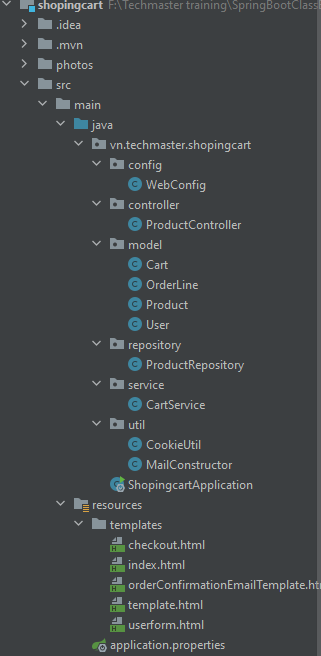 shopingcart F:\Techmaster training\SpringBootClass
.idea
.mvn
photos
src
main
java
vn.techmaster.shopingcart
config
WebConfig
controller
ProductController
model
Cart
OrderLine
Product
User
repository
ProductRepository
service
CartService
util
CookieUtil
MailConstructor
ShopingcartApplication
resources
templates
checkout.html
index.html
orderConfirmationEmailTemplate.ht
template.html
userform.html
application.properties